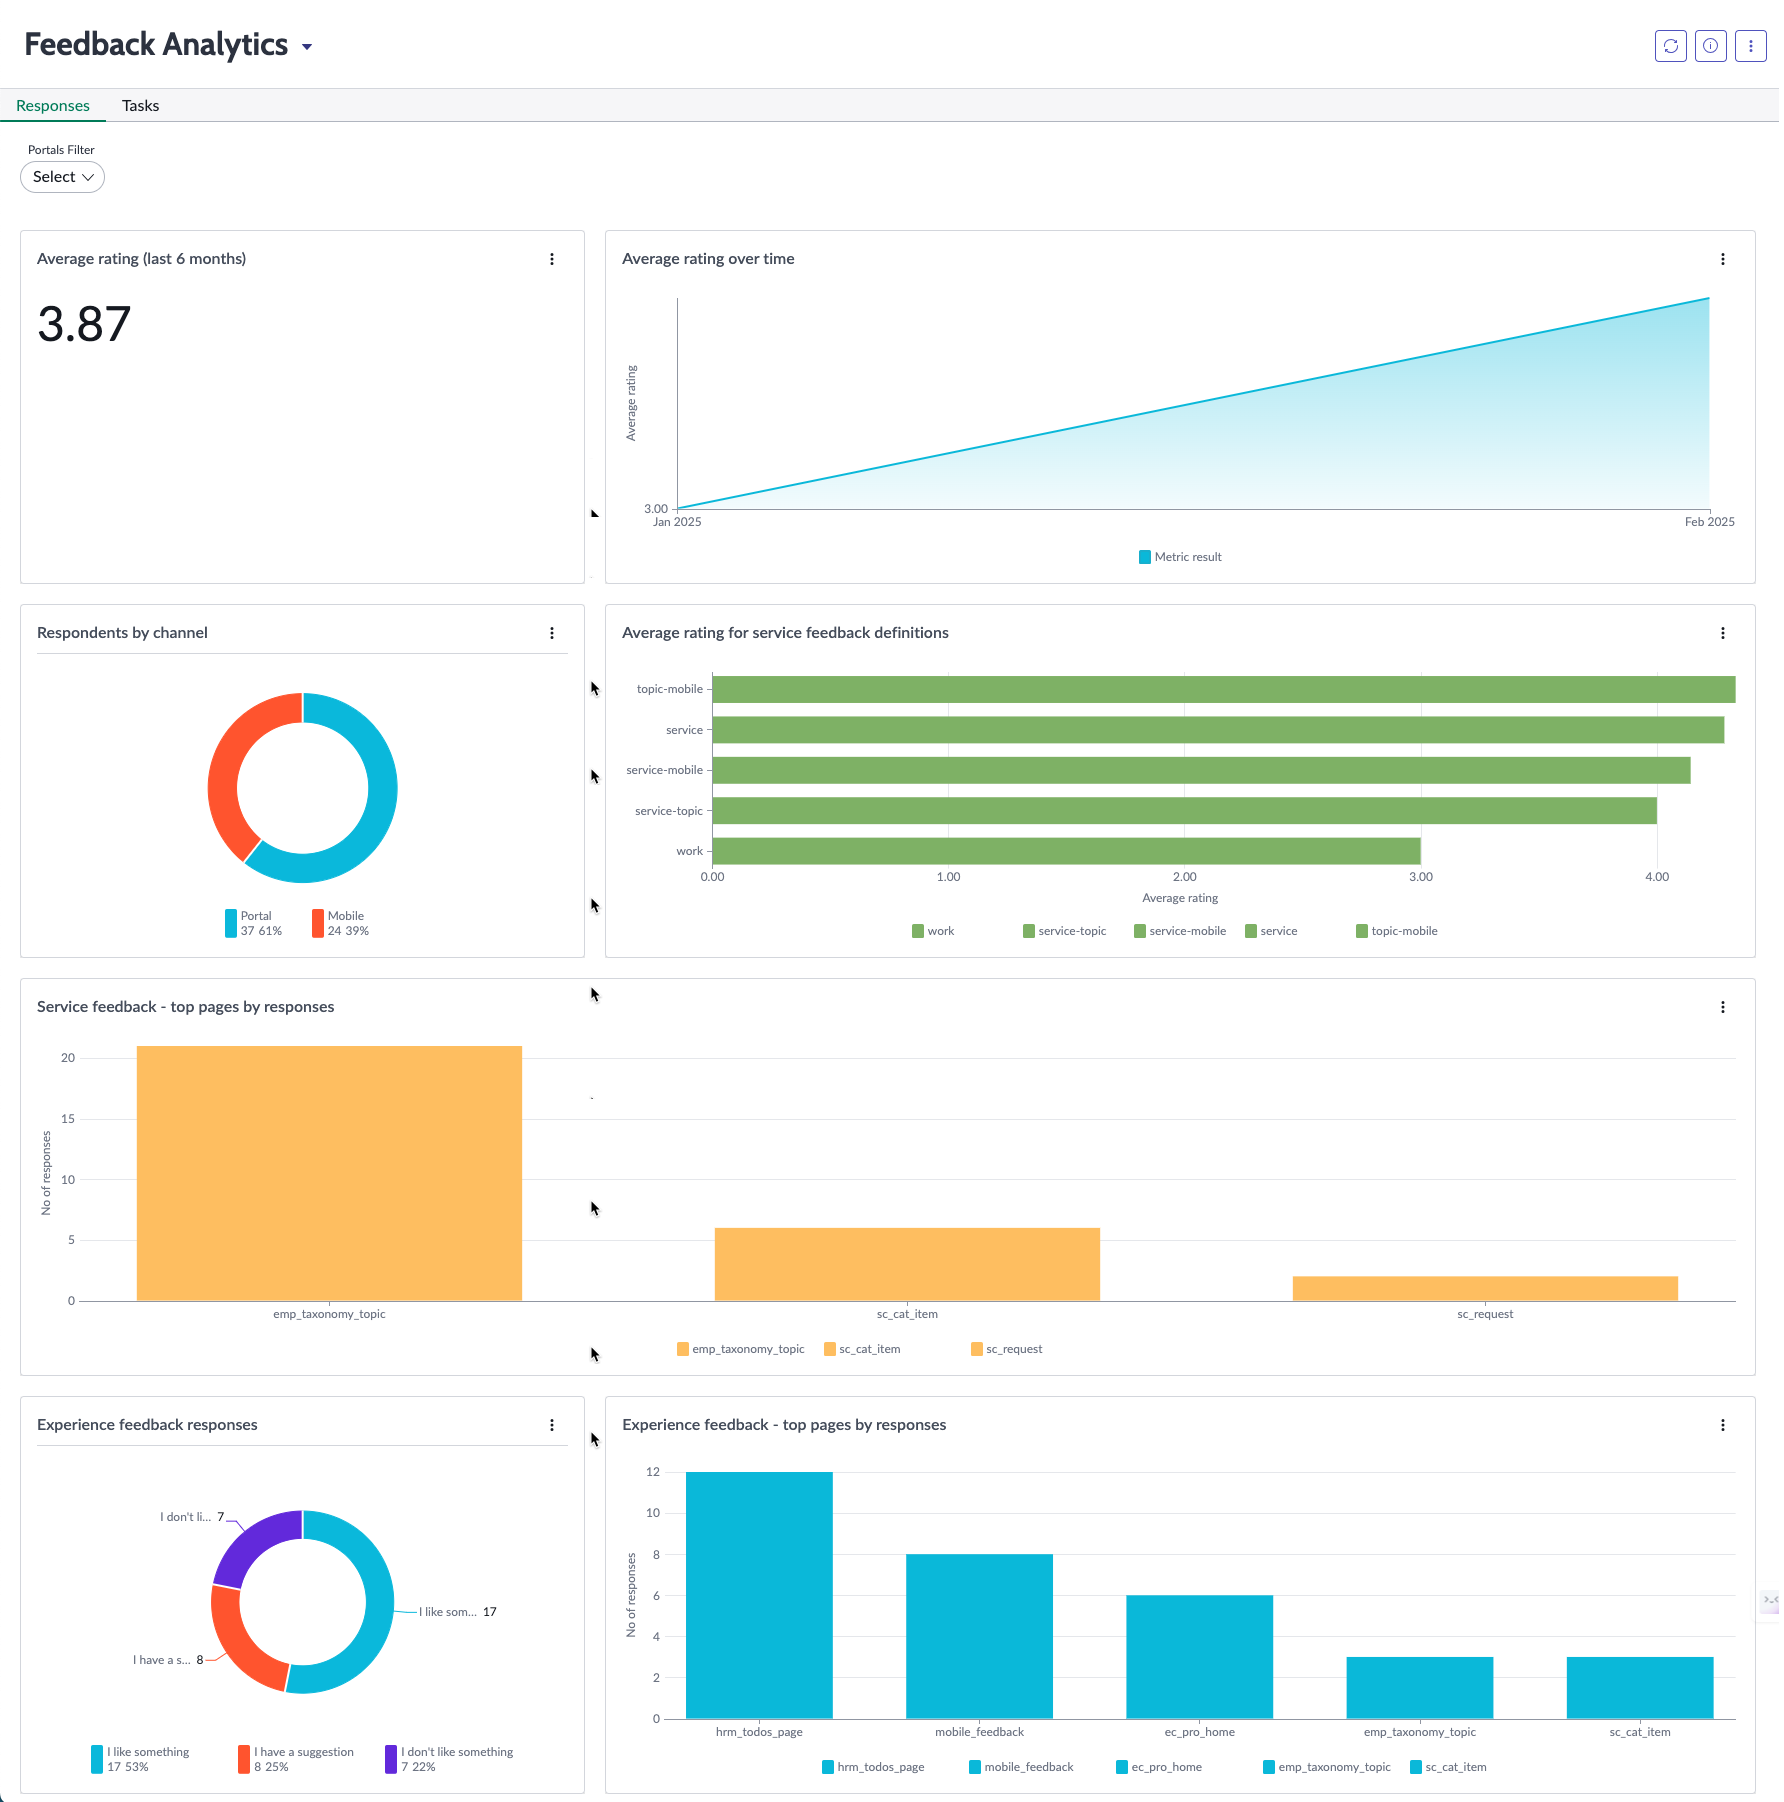 Feedback Analytics
Responses Tasks
Portals Filter
Select
Average rating (last 6 months)
3.87
Average rating over time
Average rating
3.00
Jan 2025 Feb 2025
Metric result
Respondents by channel
Portal
37 61%
Mobile
24 39%
Average rating for service feedback definitions
topic-mobile
service
service-mobile
service-topic
work
0.00 1.00 2.00 3.00 4.00
Average rating
work service-topic service-mobile service topic-mobile
Service feedback - top pages by responses
No of responses
20
15
10
5
0
emp_taxonomy_topic sc_cat_item sc_request
emp_taxonomy_topic sc_cat_item sc_request
Experience feedback responses
I don't li... 7
I like som... 17
I have a s... 8
I like something
17 53%
I have a suggestion
8 25%
I don't like something
7 22%
Experience feedback - top pages by responses
No of responses
12
10
8
6
4
2
0
hrm_todos_page mobile_feedback ec_pro_home emp_taxonomy_topic sc_cat_item
hrm_todos_page mobile_feedback ec_pro_home emp_taxonomy_topic sc_cat_item